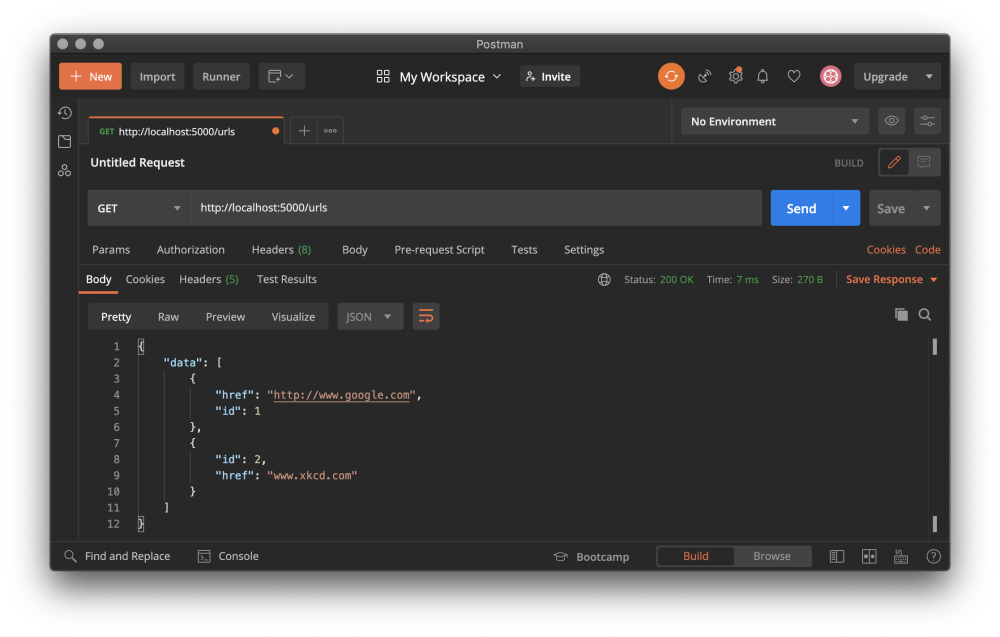 Postman
New Import Runner My Workspace Invite Upgrade
GET http://localhost:5000/urls No Environment
Untitled Request BUILD
GET http://localhost:5000/urls Send Save
Params Authorization Headers (8) Body Pre-request Script Tests Settings Cookies Code
Body Cookies Headers (5) Test Results Status: 200 OK Time: 7 ms Size: 270 B Save Response
Pretty Raw Preview Visualize JSON
1 {
2 "data": [
3 {
4 "href": "http://www.google.com",
5 "id": 1
6 },
7 {
8 "id": 2,
9 "href": "www.xkcd.com"
10 }
11 ]
12 }
Find and Replace Console Bootcamp Build Browse